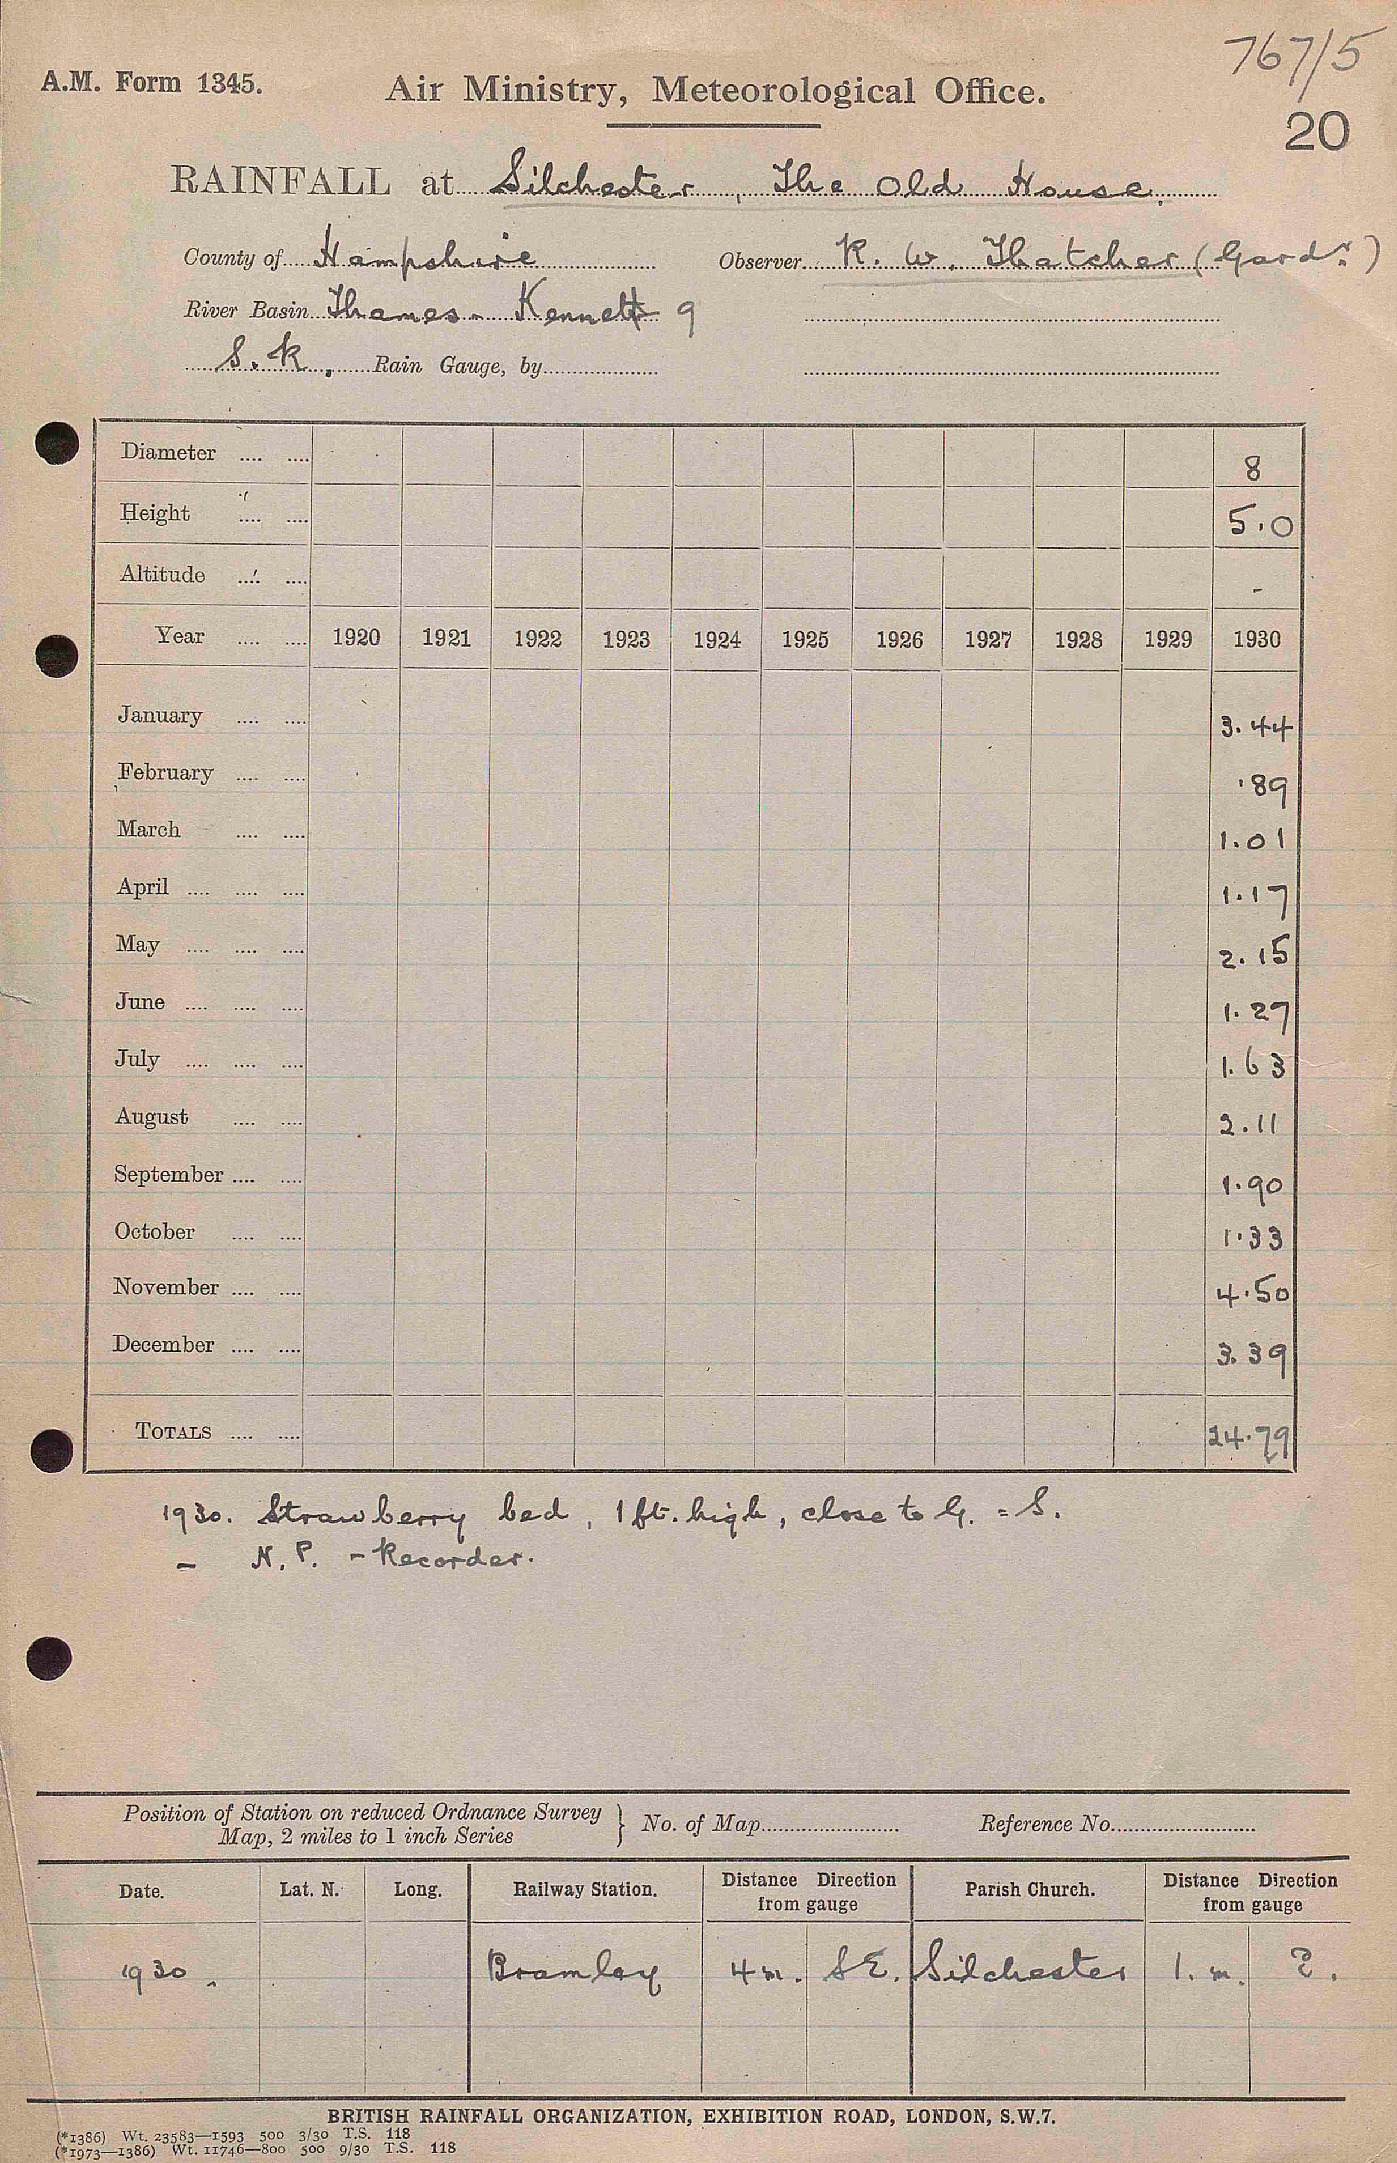 767/5
A.M. Form 1345. Air Ministry, Meteorological Office.
20
RAINFALL at Silchester, The Old House.
County of Hampshire Observer R. W. Thatcher (Gardr.)
River Basin Thames - Kennett 9
S.K. Rain Gauge, by
Diameter .... .... 8
Height .... .... 5.0
Altitude .... .... -
Year .... .... 1920 1921 1922 1923 1924 1925 1926 1927 1928 1929 1930
January .... .... 3.44
February .... .... .89
March .... .... 1.01
April .... .... .... 1.17
May .... .... .... 2.15
June .... .... .... 1.27
July .... .... .... 1.63
August .... .... 2.11
September .... .... 1.90
October .... .... 1.33
November .... .... 4.50
December .... .... 3.39
TOTALS .... .... 24.79
1930. Strawberry bed, 1 ft. high, close to G. = S.
- N.P. - Recorder.
Position of Station on reduced Ordnance Survey Map, 2 miles to 1 inch Series } No. of Map Reference No.
Date. Lat. N. Long. Railway Station. Distance Direction from gauge Parish Church. Distance Direction from gauge
1930. Bramley 4 m. SE. Silchester 1. m. E.
BRITISH RAINFALL ORGANIZATION, EXHIBITION ROAD, LONDON, S.W.7.
(*1386) Wt. 23583—1593 500 3/30 T.S. 118
(*1973—1386) Wt. 11746—800 500 9/30 T.S. 118